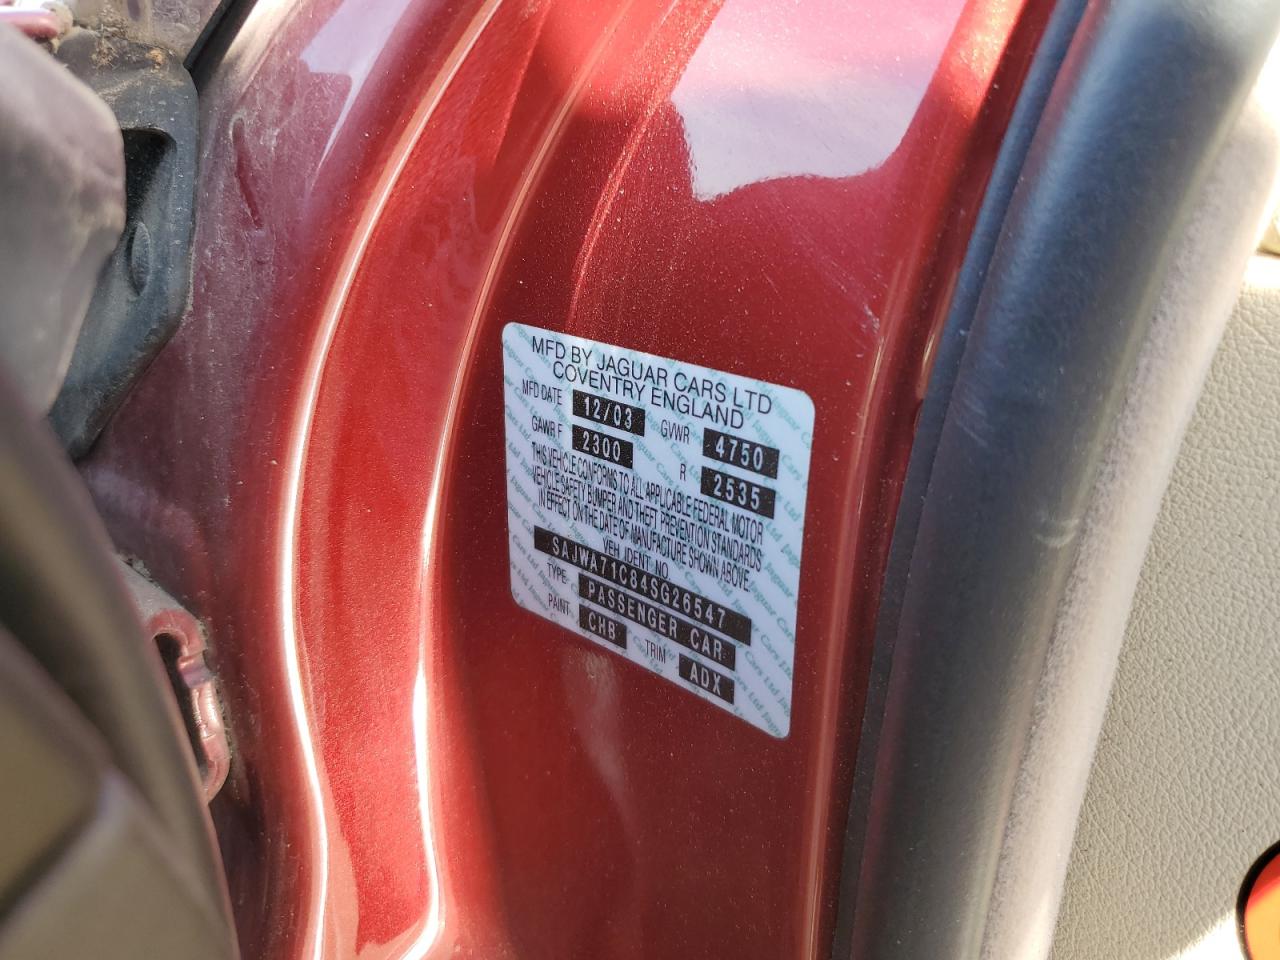 MFD BY JAGUAR CARS LTD
COVENTRY ENGLAND
MFD DATE 12/03 GVWR 4750
GAWR F 2300 R 2535
THIS VEHICLE CONFORMS TO ALL APPLICABLE FEDERAL MOTOR
VEHICLE SAFETY BUMPER AND THEFT PREVENTION STANDARDS
IN EFFECT ON THE DATE OF MANUFACTURE SHOWN ABOVE.
VEH. IDENT. NO.
SAJWA71C84SG26547
TYPE PASSENGER CAR
PAINT CHB TRIM ADX